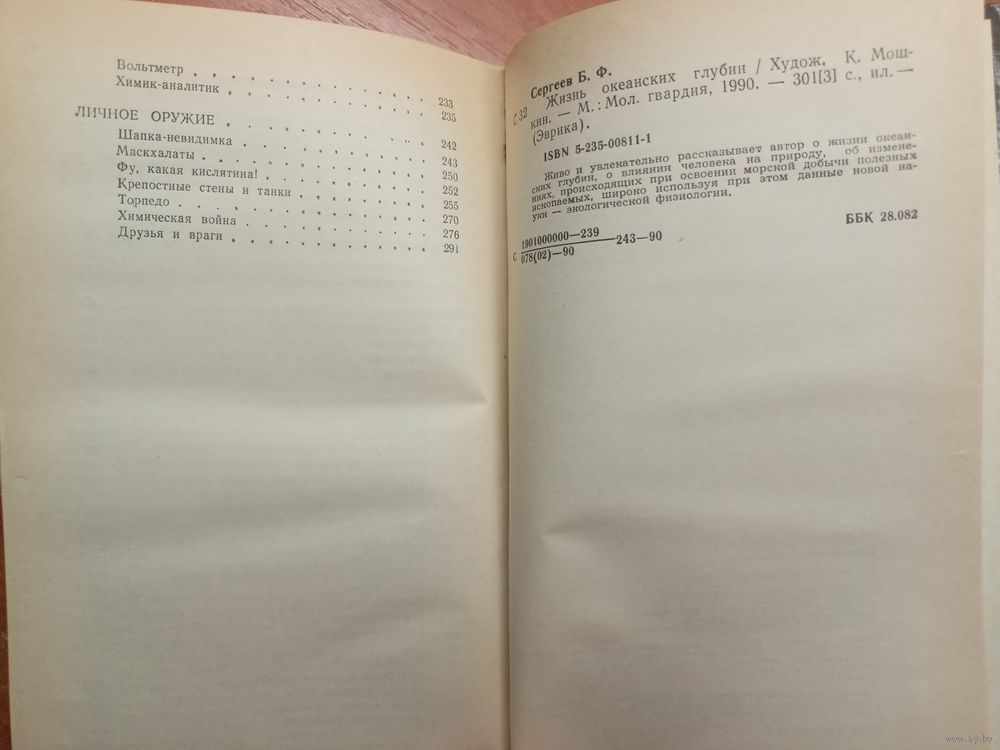 Вольтметр . . . . . . . . . . . 233
Химик-аналитик . . . . . . . . . . 235
ЛИЧНОЕ ОРУЖИЕ . . . . . . . . . .
Шапка-невидимка . . . . . . . . . . 242
Маскхалаты . . . . . . . . . . . 243
Фу, какая кислятина! . . . . . . . . . 250
Крепостные стены и танки . . . . . . . . 252
Торпедо . . . . . . . . . . . . 255
Химическая война . . . . . . . . . . 270
Друзья и враги . . . . . . . . . . . 276
291
Сергеев Б. Ф.
С 32 Жизнь океанских глубин / Худож. К. Мош-
кин. — М.: Мол. гвардия, 1990. — 301[3] с., ил. —
(Эврика).
ISBN 5-235-00811-1
Живо и увлекательно рассказывает автор о жизни океан-
ских глубин, о влиянии человека на природу, об измене-
ниях, происходящих при освоении морской добычи полезных
ископаемых, широко используя при этом данные новой на-
уки — экологической физиологии.
С 1901000000—239
078(02)—90
243—90
ББК 28.082
www.ay.by